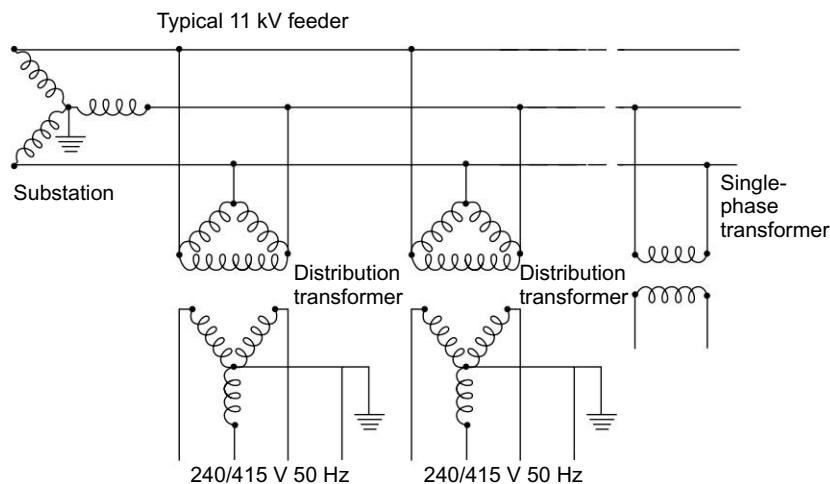 Typical 11 kV feeder
Substation
Single-
phase
transformer
Distribution
transformer
Distribution
transformer
240/415 V 50 Hz
240/415 V 50 Hz